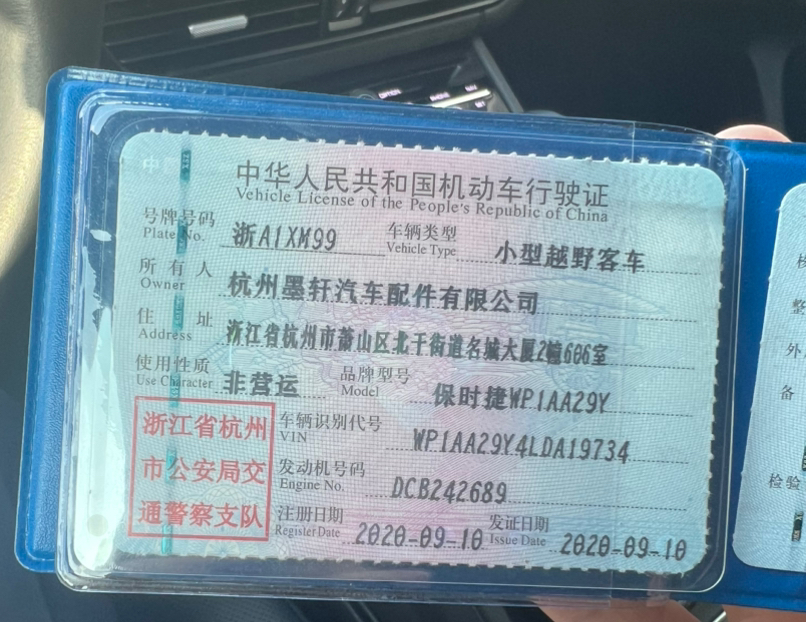 中华人民共和国机动车行驶证
Vehicle License of the People's Republic of China
号牌号码 浙A1XM99 车辆类型 小型越野客车
Plate No. Vehicle Type
所有人 杭州墨轩汽车配件有限公司
Owner
住址 浙江省杭州市萧山区北干街道名城大厦2幢606室
Address
使用性质 非营运 品牌型号 保时捷WP1AA29Y
Use Character Model
浙江省杭州
市公安局交
通警察支队
车辆识别代号 WP1AA29Y4LDA19734
VIN
发动机号码 DCB242689
Engine No.
注册日期 2020-09-10 发证日期 2020-09-10
Register Date Issue Date
整
外
备
检验